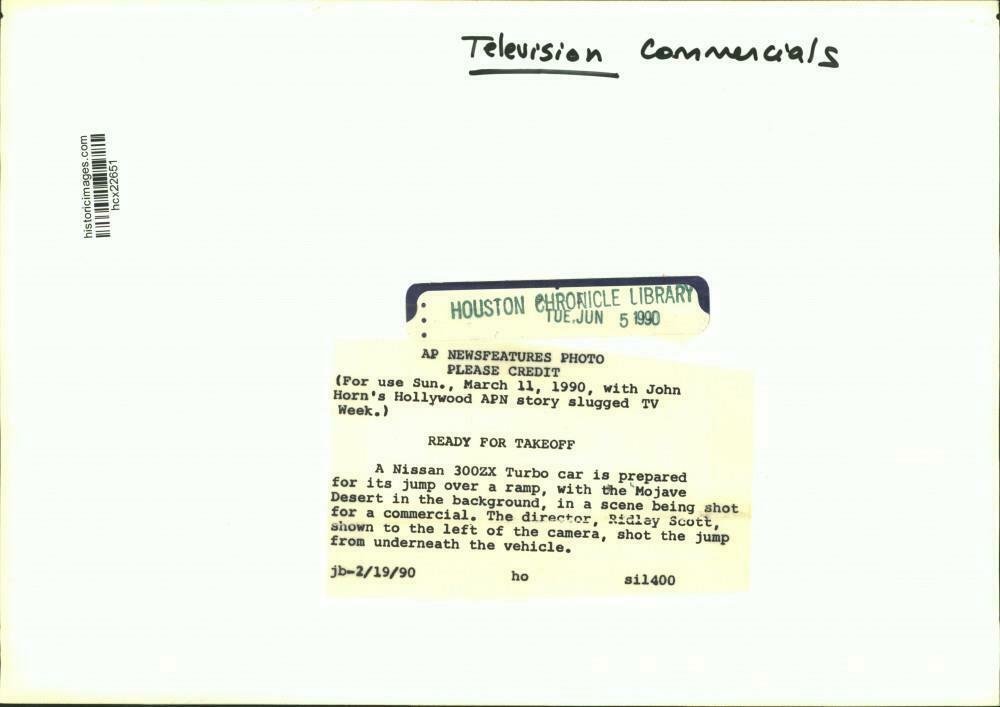 Television Commercials
historicimages.com
hcx22651
HOUSTON CHRONICLE LIBRARY
TUE. JUN 5 1990
AP NEWSFEATURES PHOTO
PLEASE CREDIT
(For use Sun., March 11, 1990, with John
Horn's Hollywood APN story slugged TV
Week.)
READY FOR TAKEOFF
A Nissan 300ZX Turbo car is prepared
for its jump over a ramp, with the Mojave
Desert in the background, in a scene being shot
for a commercial. The director, Ridley Scott,
shown to the left of the camera, shot the jump
from underneath the vehicle.
jb-2/19/90 ho sil400